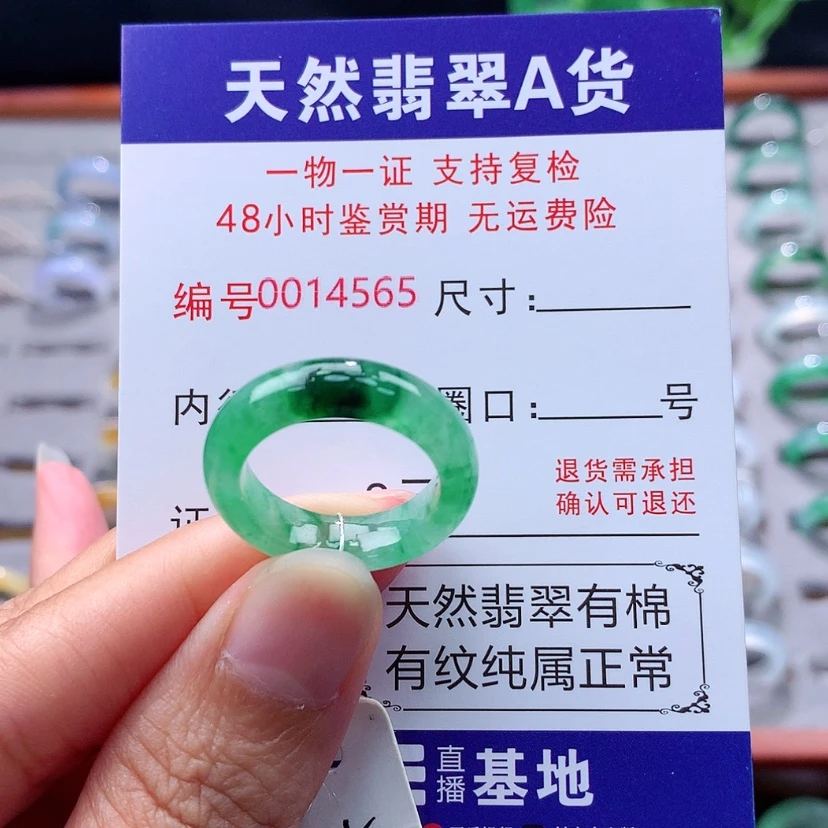 天然翡翠A货
一物一证 支持复检
48小时鉴赏期 无运费险
编号0014565 尺寸:
内 圈口: 号
退货需承担
确认可退还
证
天然翡翠有棉
有纹纯属正常
直播基地